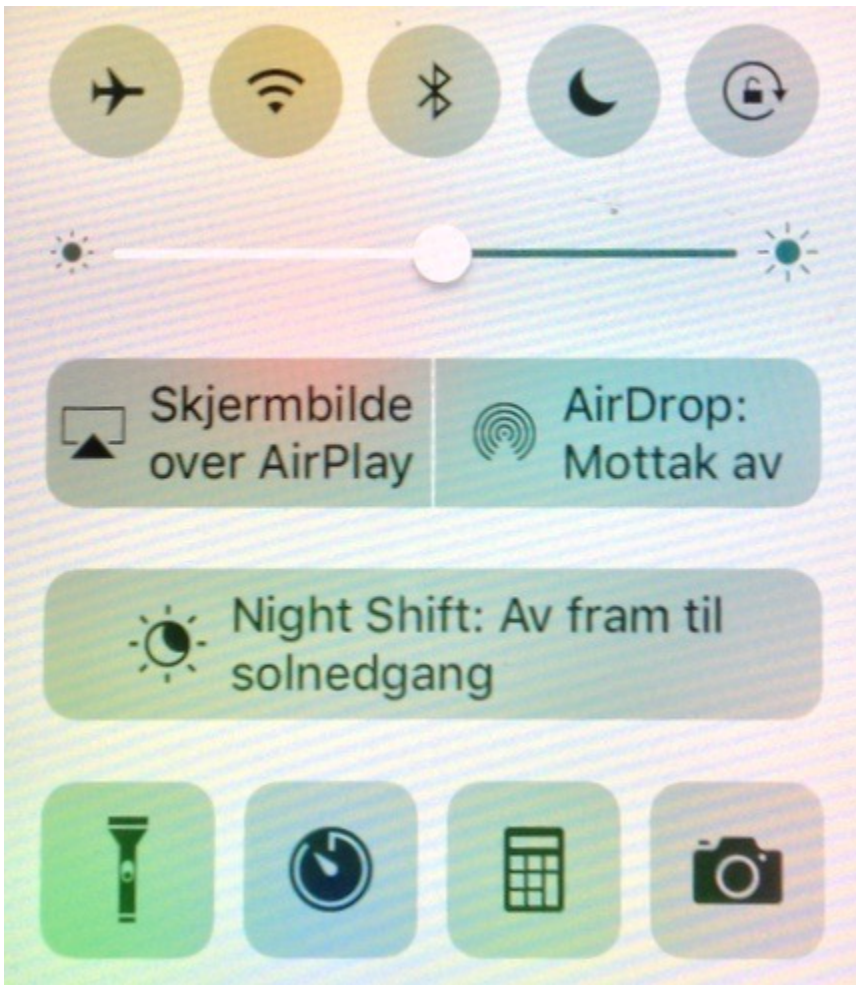 Skjermbilde
over AirPlay
AirDrop:
Mottak av
Night Shift: Av fram til
solnedgang